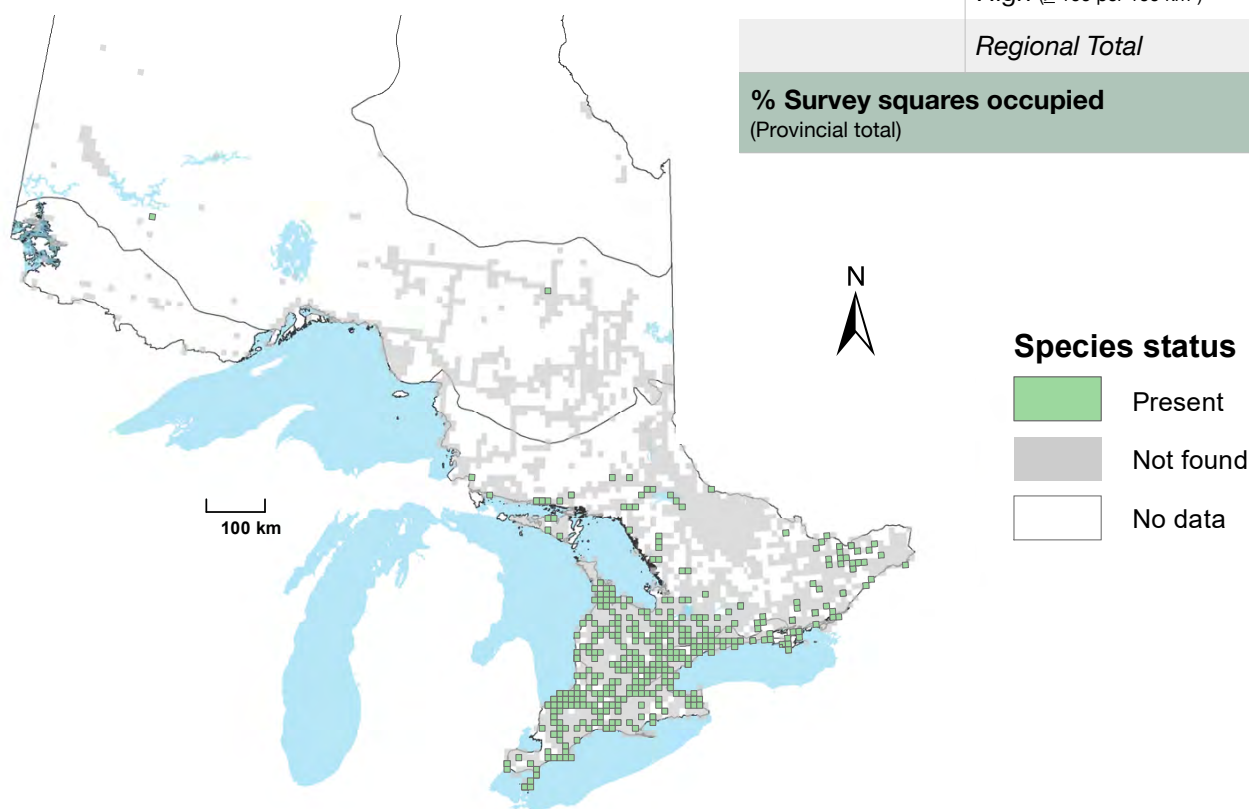 Regional Total
% Survey squares occupied
(Provincial total)
N
Species status
Present
Not found
No data
100 km